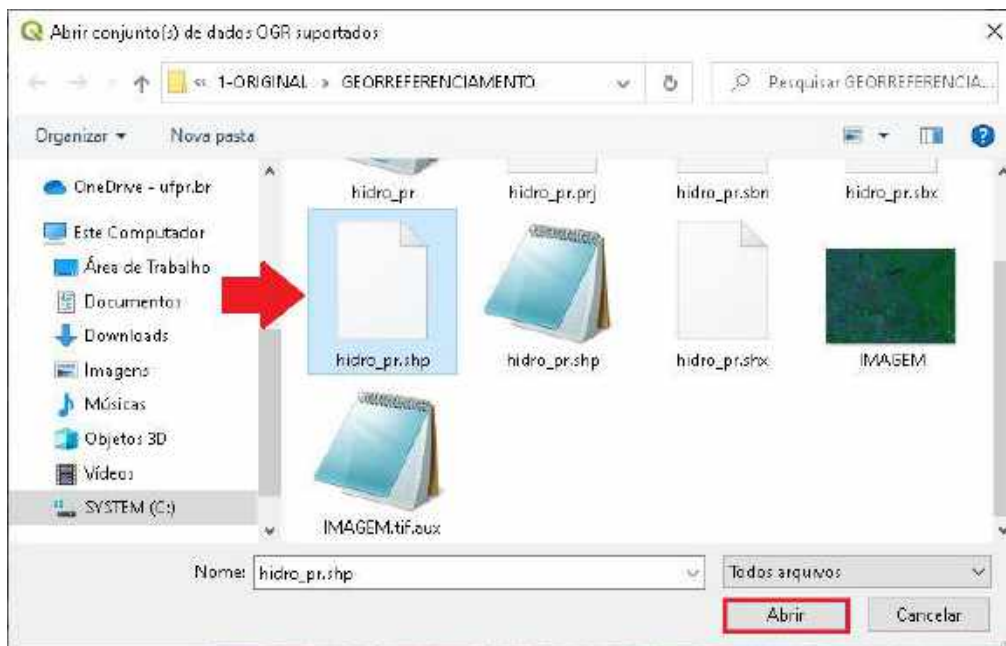 Abrir conjunto(s) de dados OGR suportados
« 1-ORIGINAL › GEORREFERENCIAMENTO
Pesquisar GEORREFERENCIA...
Organizar
Nova pasta
OneDrive - ufpr.br
Este Computador
Área de Trabalho
Documentos
Downloads
Imagens
Músicas
Objetos 3D
Vídeos
SYSTEM (C:)
hidro_pr
hidro_pr.prj
hidro_pr.sbn
hidro_pr.sbx
hidro_pr.shp
hidro_pr.shp
hidro_pr.shx
IMAGEM
IMAGEM.tif.aux
Nome: hidro_pr.shp
Todos arquivos
Abrir
Cancelar